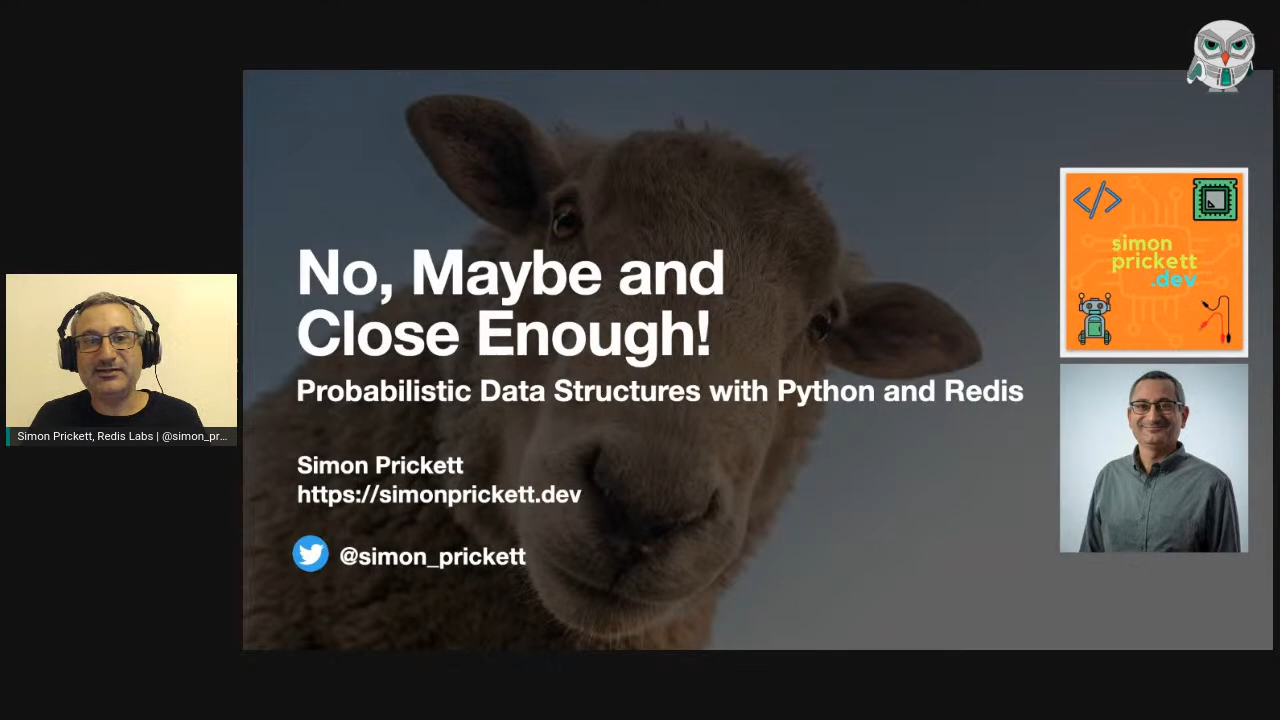 No, Maybe and
Close Enough!
Probabilistic Data Structures with Python and Redis
Simon Prickett
https://simonprickett.dev
@simon_prickett
</>
simon
prickett
.dev
Simon Prickett, Redis Labs | @simon_pr...